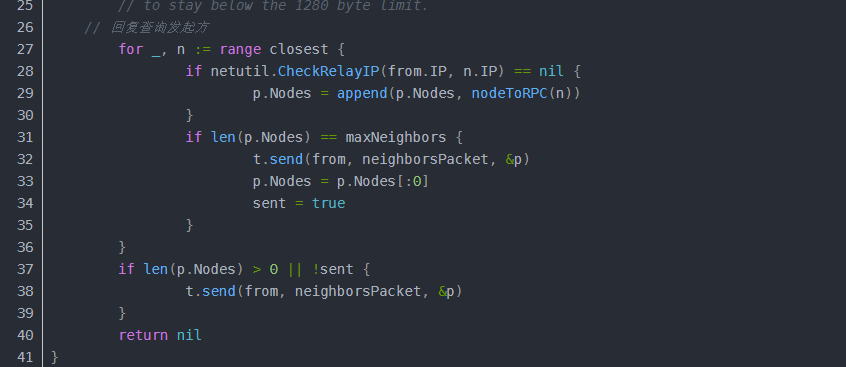 25 // to stay below the 1280 byte limit.
26 // 回复查询发起方
27 for _, n := range closest {
28 if netutil.CheckRelayIP(from.IP, n.IP) == nil {
29 p.Nodes = append(p.Nodes, nodeToRPC(n))
30 }
31 if len(p.Nodes) == maxNeighbors {
32 t.send(from, neighborsPacket, &p)
33 p.Nodes = p.Nodes[:0]
34 sent = true
35 }
36 }
37 if len(p.Nodes) > 0 || !sent {
38 t.send(from, neighborsPacket, &p)
39 }
40 return nil
41 }